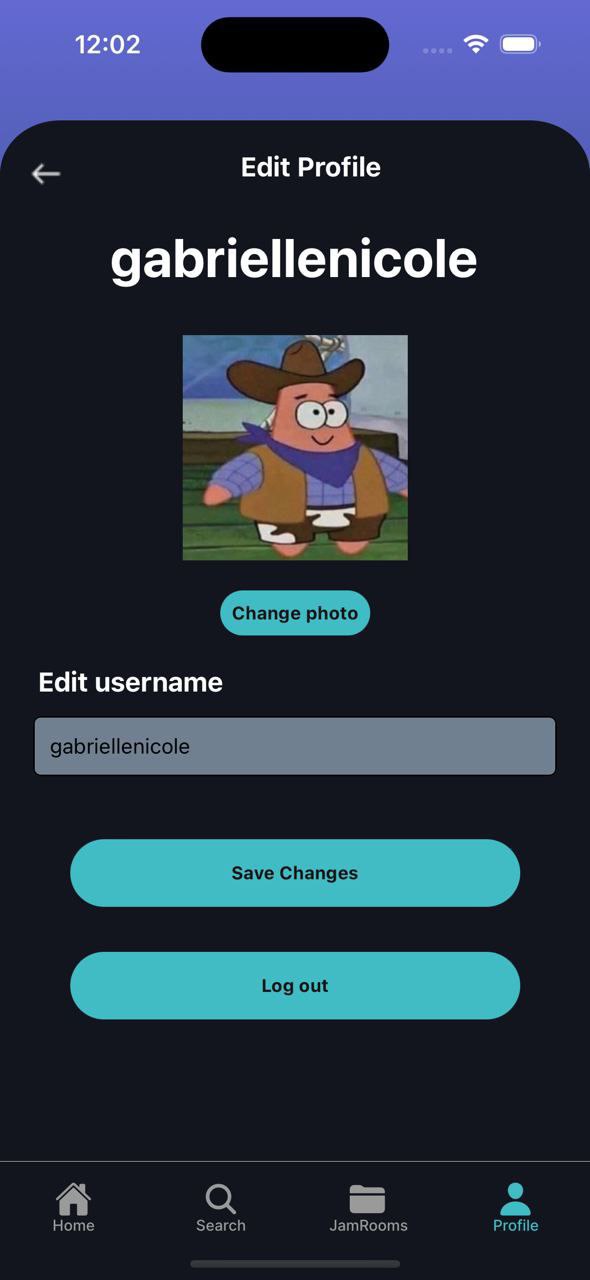 12:02
Edit Profile
gabriellenicole
Change photo
Edit username
gabriellenicole
Save Changes
Log out
Home
Search
JamRooms
Profile